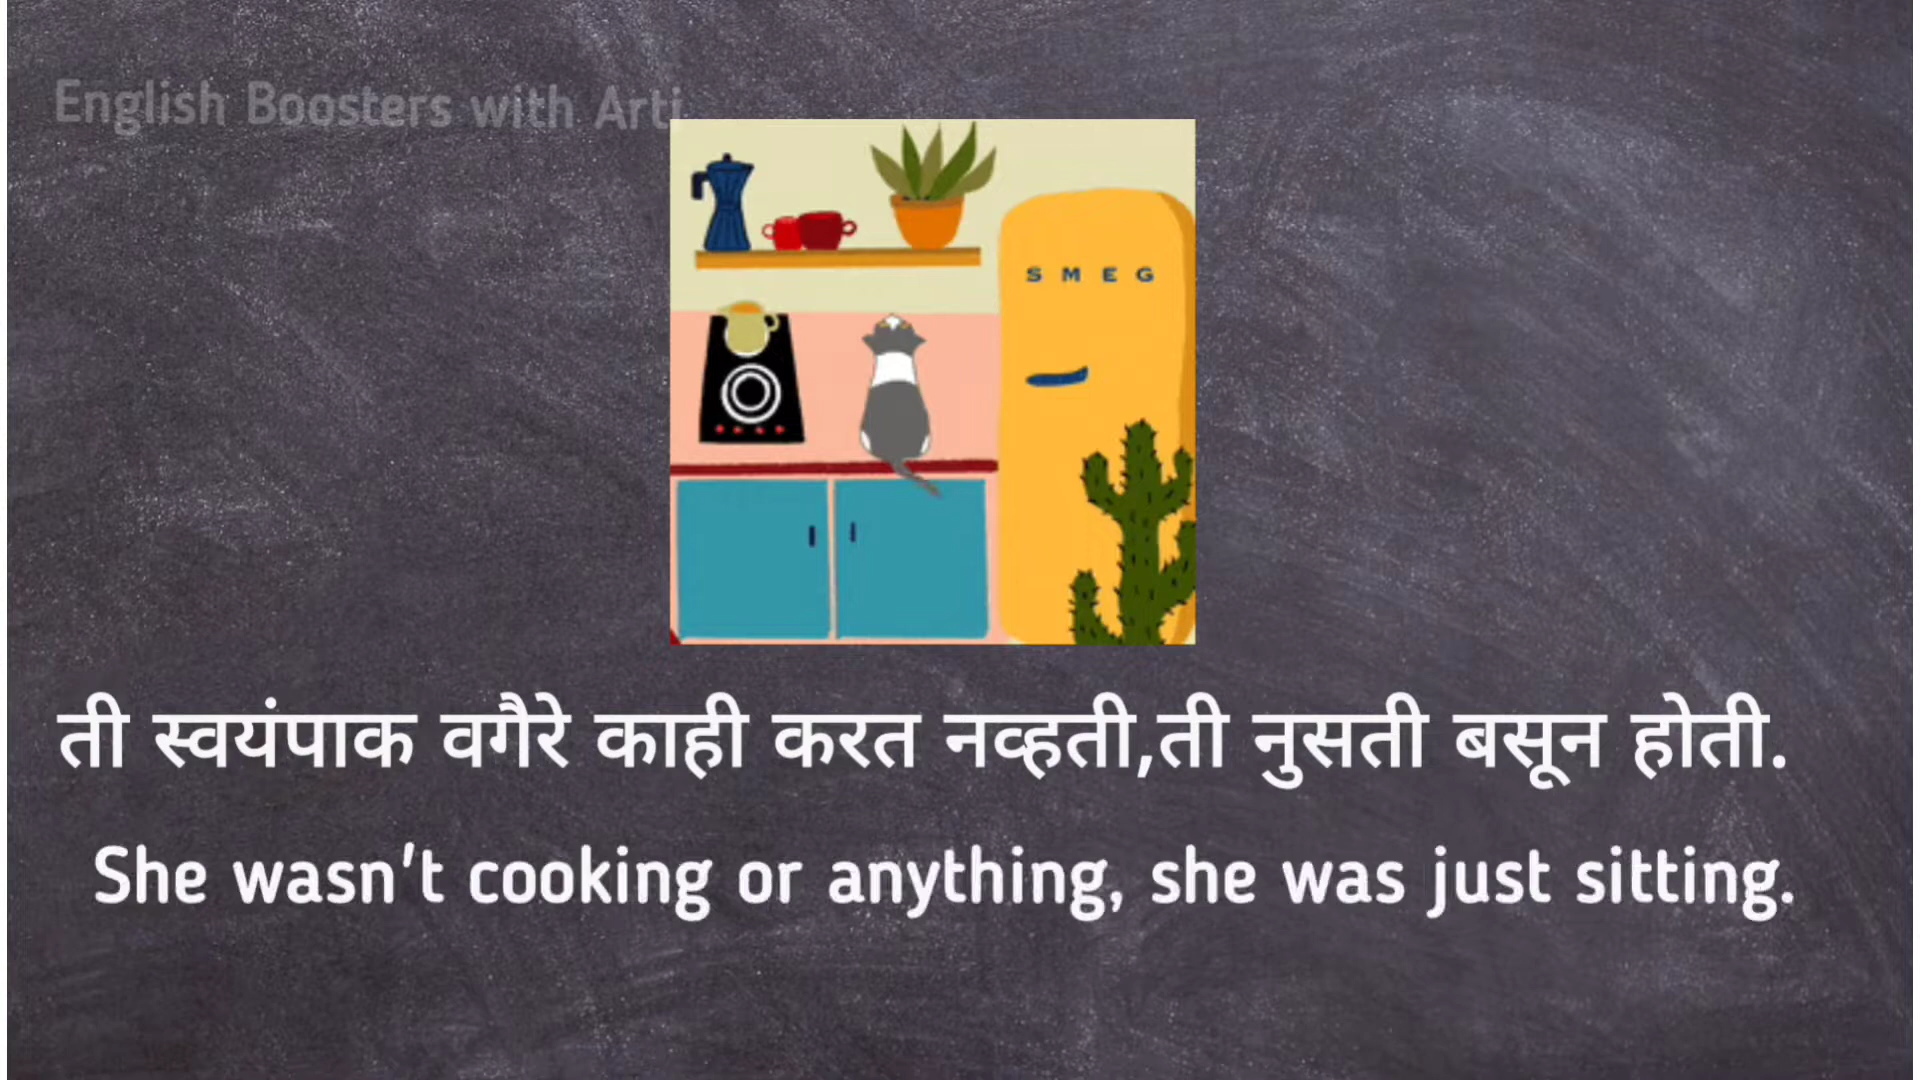 English Boosters with Arti
S M E G
ती स्वयंपाक वगैरे काही करत नव्हती,ती नुसती बसून होती.
She wasn't cooking or anything, she was just sitting.